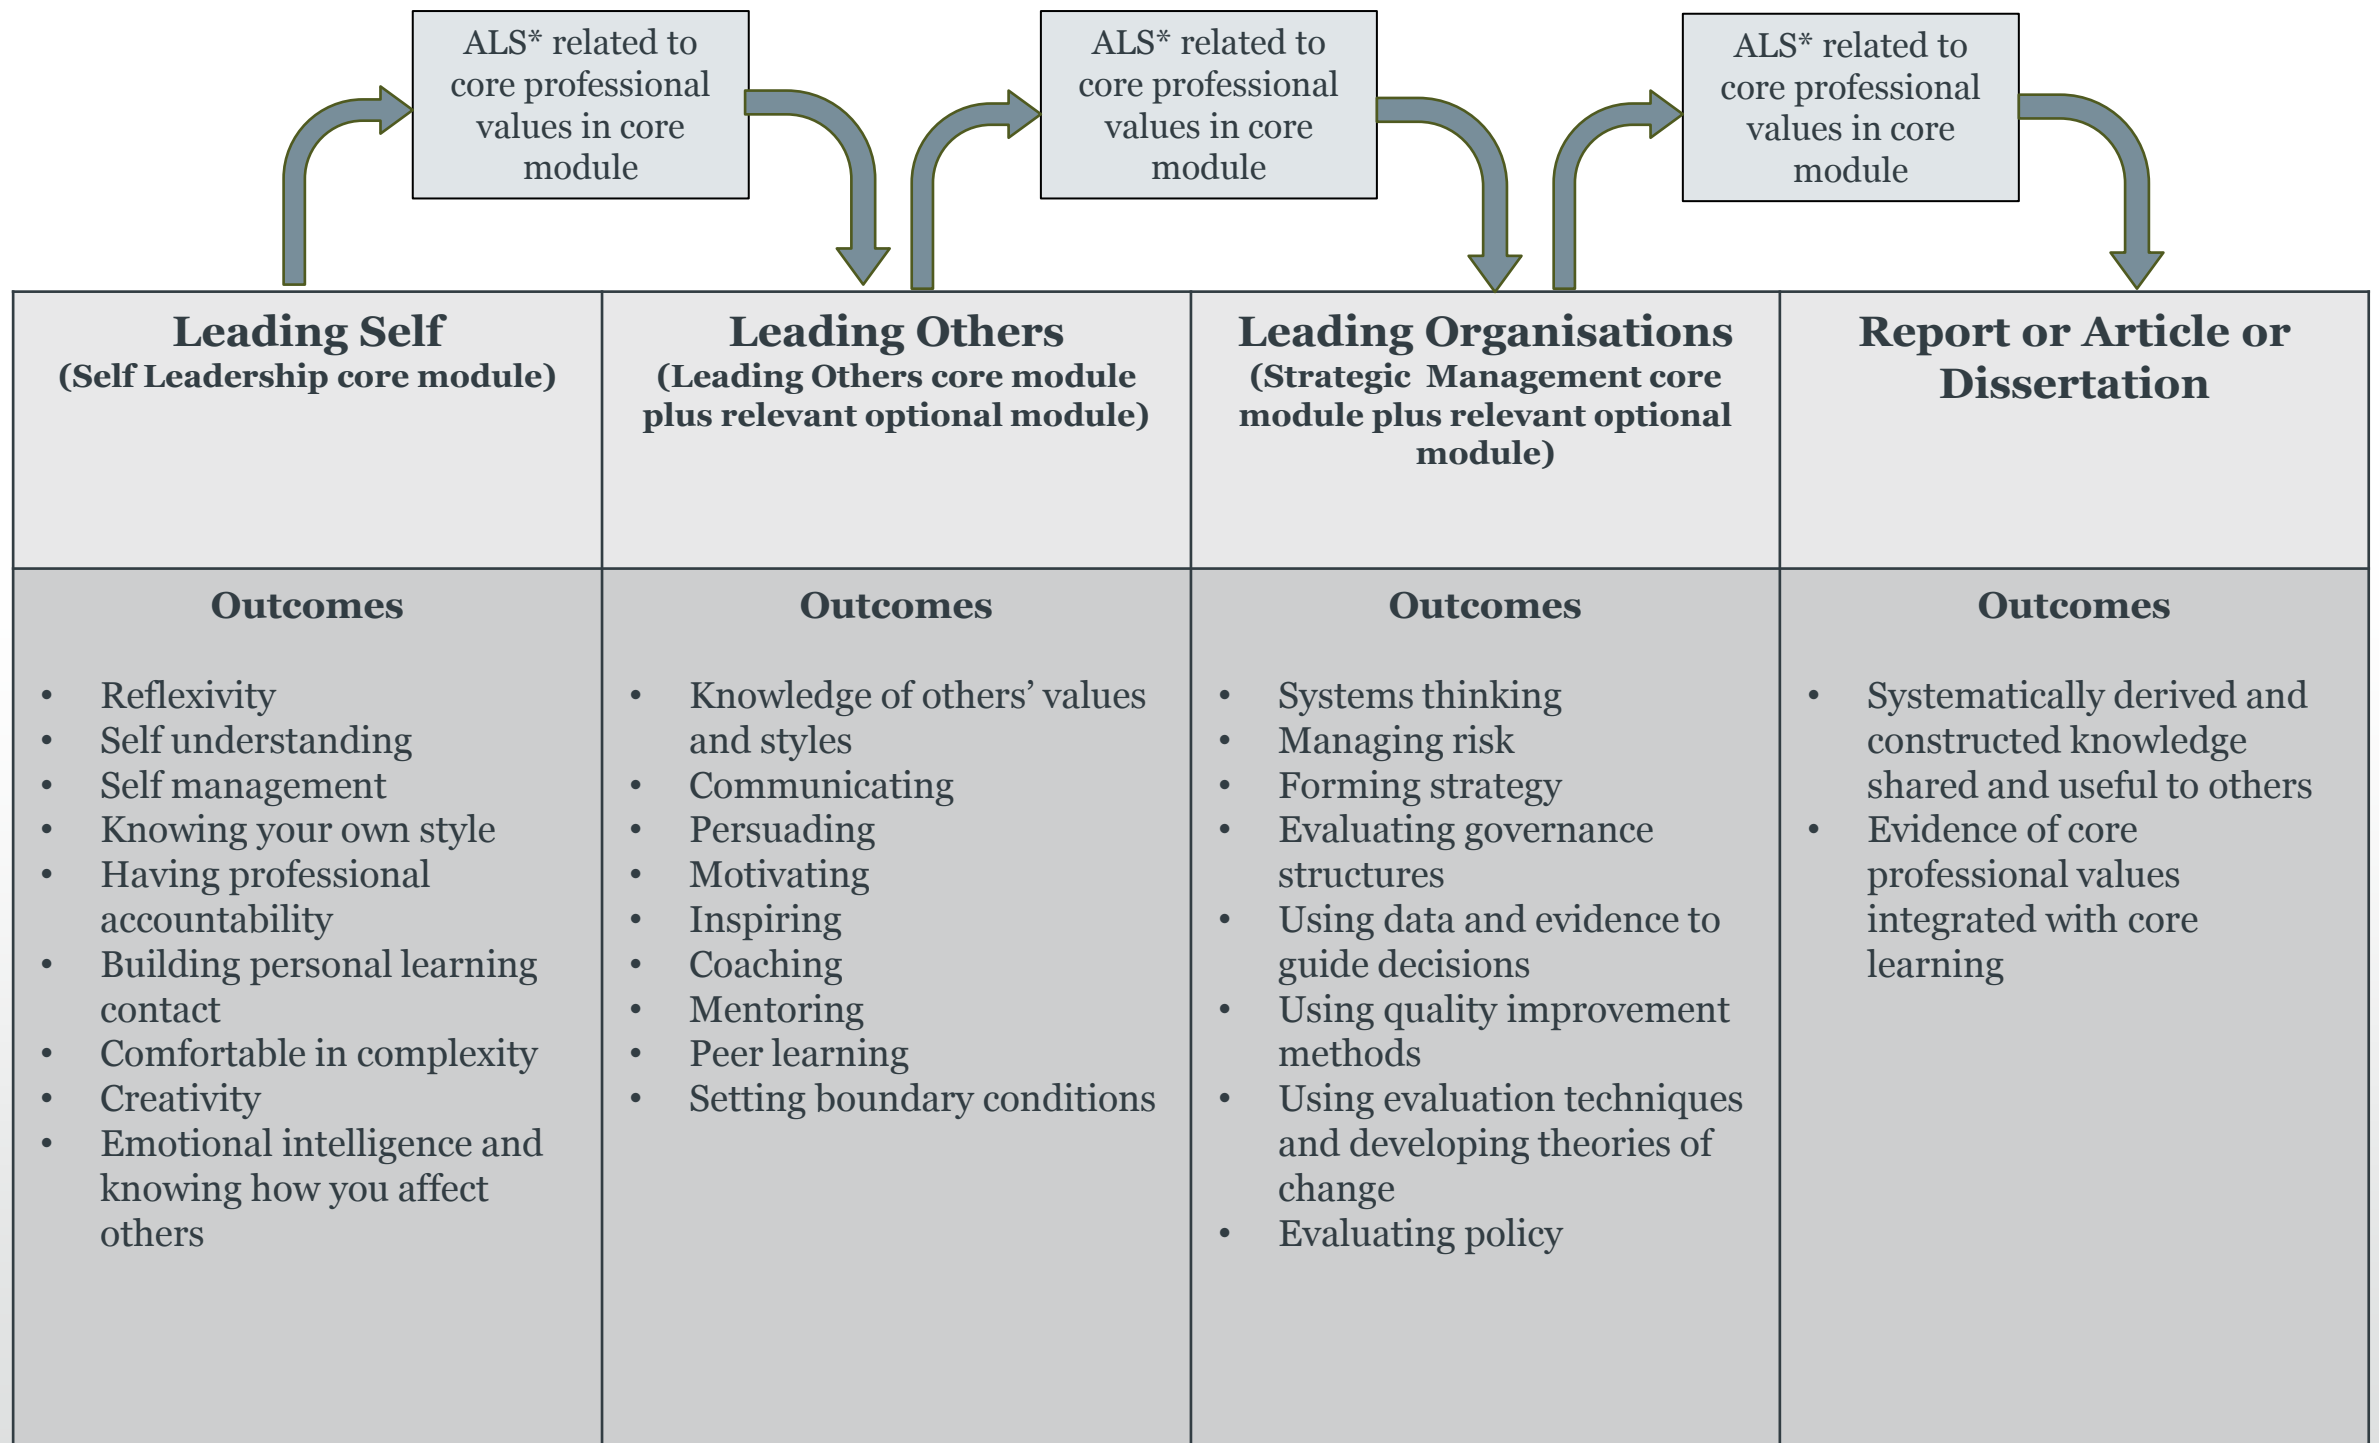 ALS* related to
core professional
values in core
module
ALS* related to
core professional
values in core
module
ALS* related to
core professional
values in core
module
Leading Self
(Self Leadership core module)
Leading Others
(Leading Others core module
plus relevant optional module)
Leading Organisations
(Strategic Management core
module plus relevant optional
module)
Report or Article or
Dissertation
Outcomes
• Reflexivity
• Self understanding
• Self management
• Knowing your own style
• Having professional
accountability
• Building personal learning
contact
• Comfortable in complexity
• Creativity
• Emotional intelligence and
knowing how you affect
others
Outcomes
• Knowledge of others’ values
and styles
• Communicating
• Persuading
• Motivating
• Inspiring
• Coaching
• Mentoring
• Peer learning
• Setting boundary conditions
Outcomes
• Systems thinking
• Managing risk
• Forming strategy
• Evaluating governance
structures
• Using data and evidence to
guide decisions
• Using quality improvement
methods
• Using evaluation techniques
and developing theories of
change
• Evaluating policy
Outcomes
• Systematically derived and
constructed knowledge
shared and useful to others
• Evidence of core
professional values
integrated with core
learning